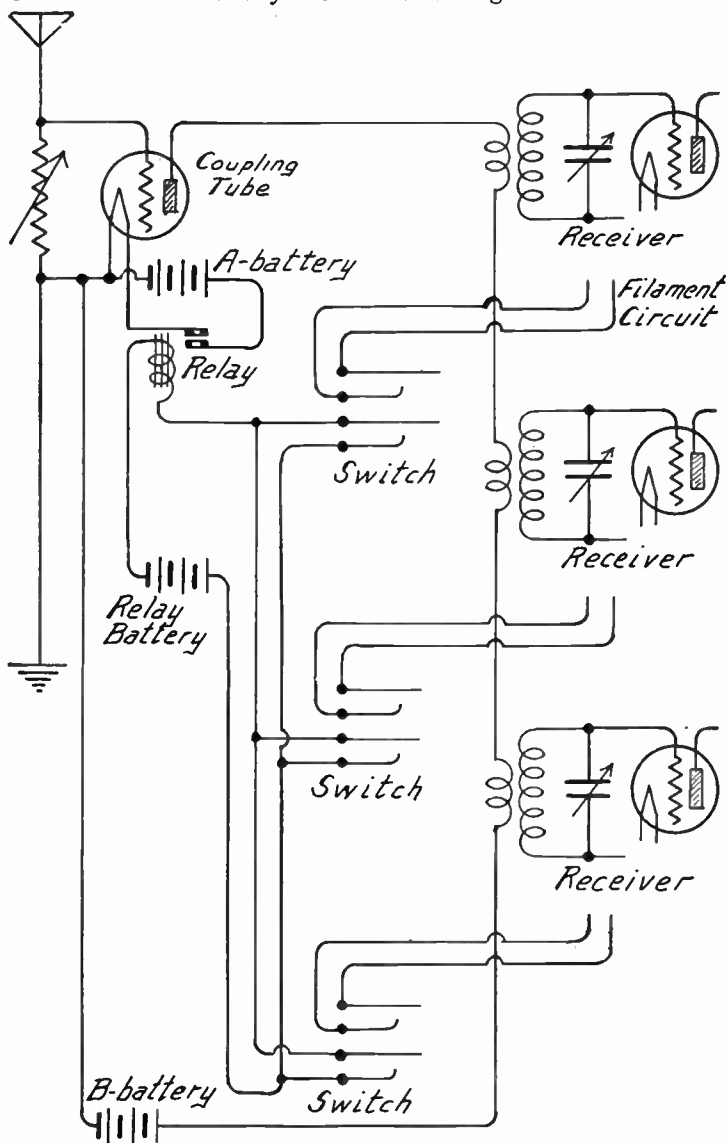 Coupling
Tube
Receiver
A-battery
Filament
Circuit
Relay
Switch
Receiver
Relay
Battery
Switch
Receiver
B-battery
Switch